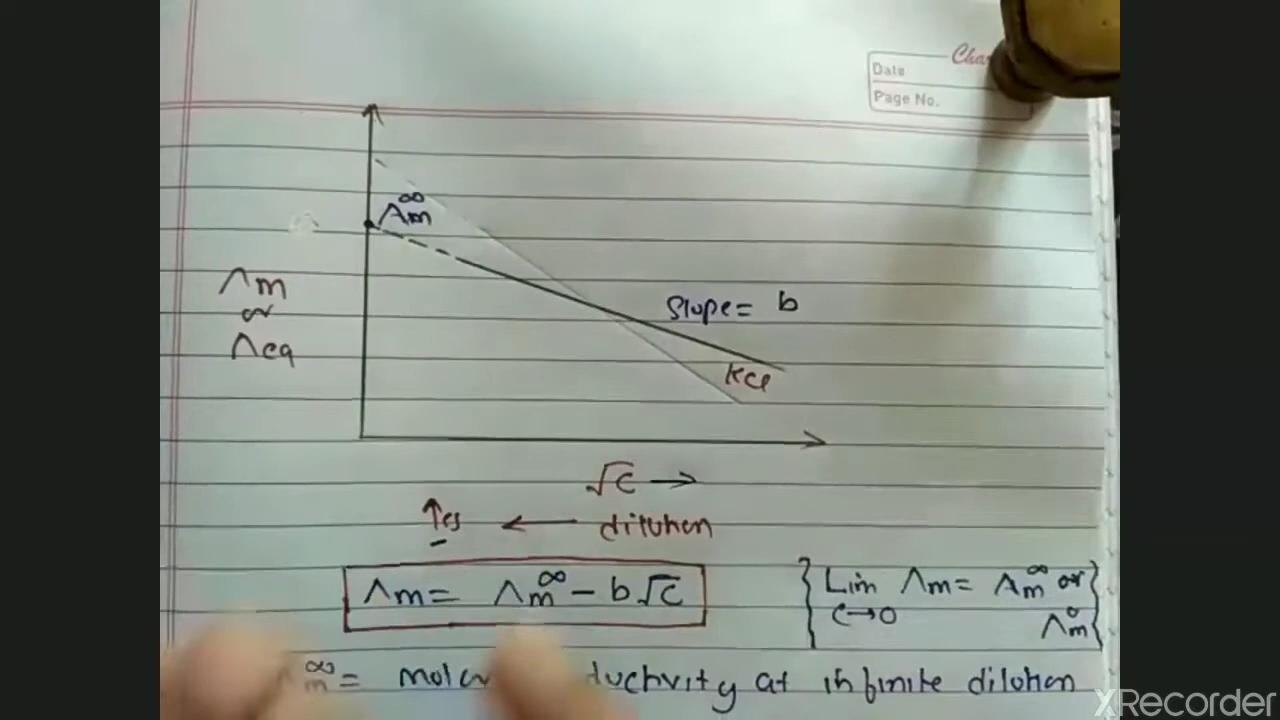 Date
Page No.
Λm^∞
Λm
or
Λeq
slope = b
KCl
√C →
↑es ← dilution
Λm = Λm^∞ - b√C
{ Lim Λm = Λm^∞ or
C→0 Λm^o }
m^∞ = molar ductivity at infinite dilution
XRecorder